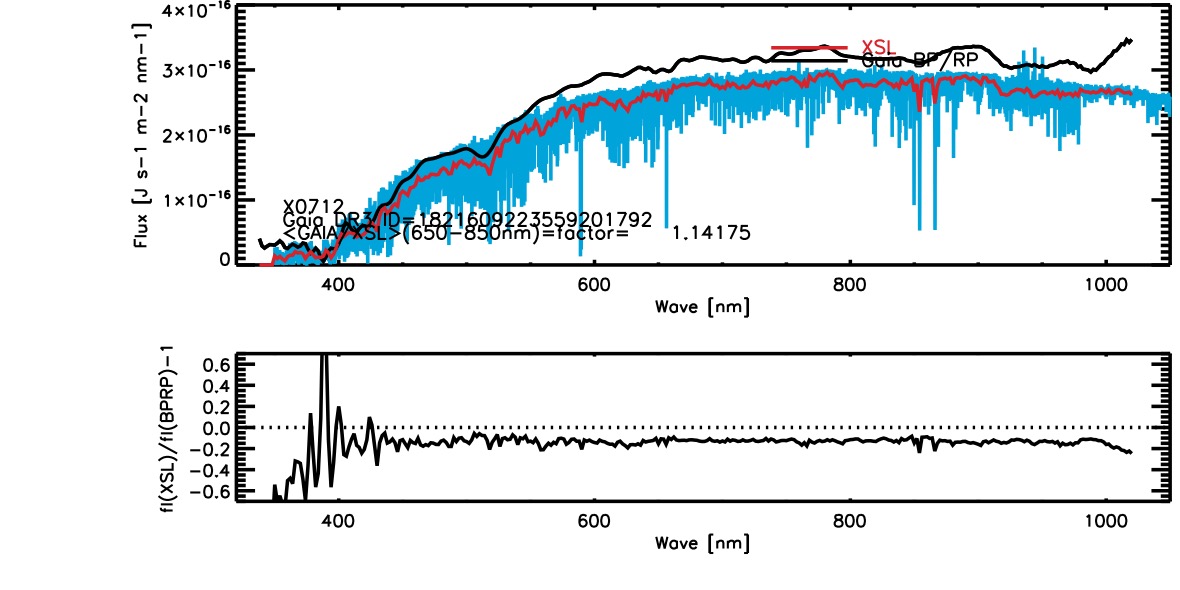 4×10−16
3×10−16
2×10−16
1×10−16
0
Flux [J s−1 m−2 nm−1]
XSL
Gaia BP/RP
X0712
Gaia DR3 ID=1821609223559201792
<GAIA/XSL>(650−850nm)=factor= 1.14175
400 600 800 1000
Wave [nm]
0.6
0.4
0.2
0.0
−0.2
−0.4
−0.6
fl(XSL)/fl(BPRP)−1
400 600 800 1000
Wave [nm]